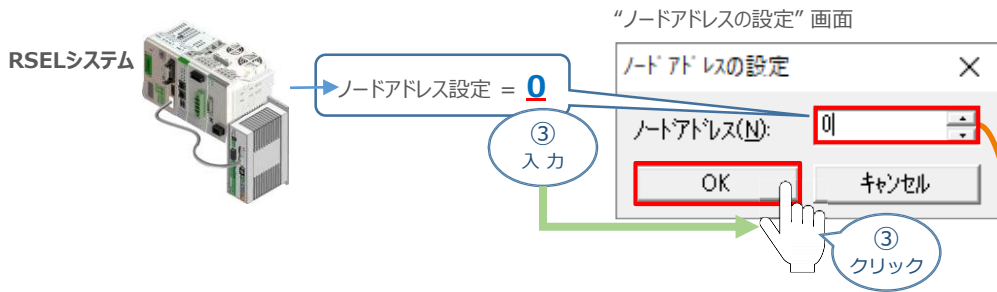 “ノードアドレスの設定” 画面
RSELシステム
ノードアドレス設定 = 0
ノードアドレスの設定
ノードアドレス(N):
0
③
入力
OK
キャンセル
③
クリック